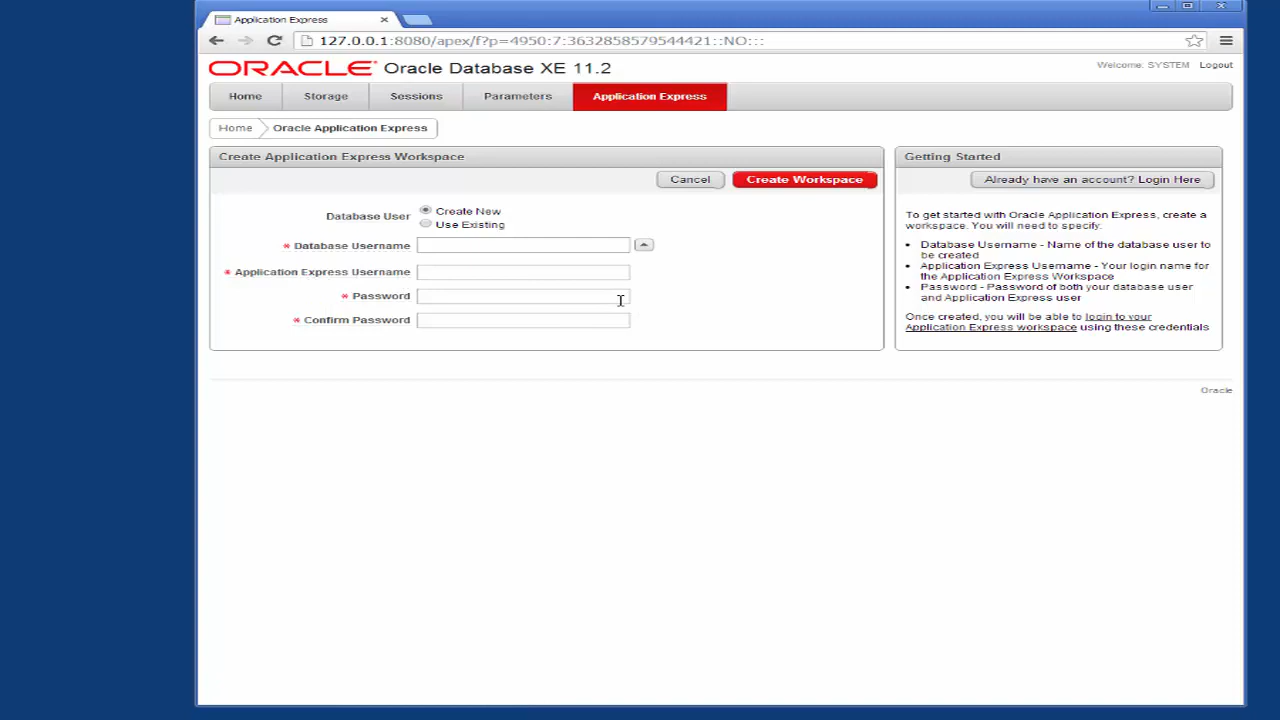 Application Express
127.0.0.1:8080/apex/f?p=4950:7:3632858579544421::NO:::
ORACLE Oracle Database XE 11.2
Welcome: SYSTEM Logout
Home Storage Sessions Parameters Application Express
Home Oracle Application Express
Create Application Express Workspace
Cancel Create Workspace
Database User
Create New
Use Existing
* Database Username
* Application Express Username
* Password
* Confirm Password
Getting Started
Already have an account? Login Here
To get started with Oracle Application Express, create a
workspace. You will need to specify.
• Database Username - Name of the database user to
be created
• Application Express Username - Your login name for
the Application Express Workspace
• Password - Password of both your database user
and Application Express user
Once created, you will be able to login to your
Application Express workspace using these credentials
Oracle